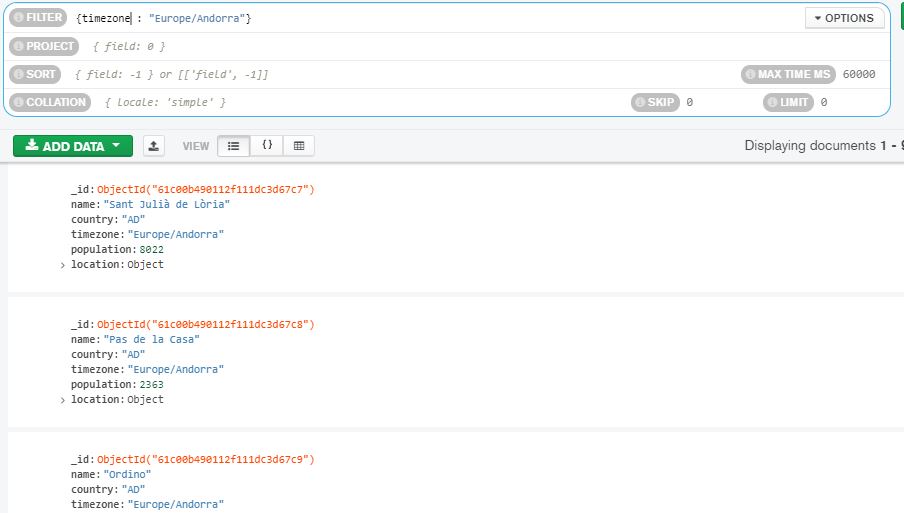 FILTER {timezone : "Europe/Andorra"} OPTIONS
PROJECT { field: 0 }
SORT { field: -1 } or [['field', -1]] MAX TIME MS 60000
COLLATION { locale: 'simple' } SKIP 0 LIMIT 0
ADD DATA VIEW {} Displaying documents 1 - 
_id: ObjectId("61c00b490112f111dc3d67c7")
name: "Sant Julià de Lòria"
country: "AD"
timezone: "Europe/Andorra"
population: 8022
> location: Object
_id: ObjectId("61c00b490112f111dc3d67c8")
name: "Pas de la Casa"
country: "AD"
timezone: "Europe/Andorra"
population: 2363
> location: Object
_id: ObjectId("61c00b490112f111dc3d67c9")
name: "Ordino"
country: "AD"
timezone: "Europe/Andorra"